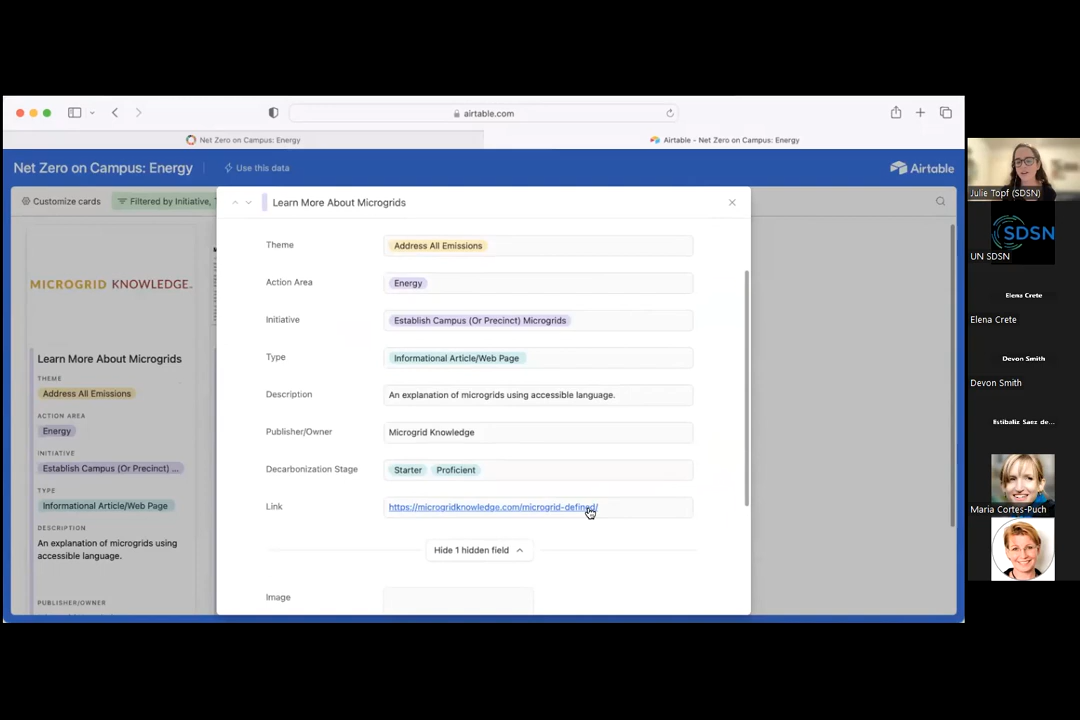 airtable.com
Net Zero on Campus: Energy
Airtable - Net Zero on Campus: Energy
Net Zero on Campus: Energy
Use this data
Airtable
Customize cards
Filtered by Initiative,
Learn More About Microgrids
Theme
Address All Emissions
Action Area
Energy
Initiative
Establish Campus (Or Precinct) Microgrids
Type
Informational Article/Web Page
Description
An explanation of microgrids using accessible language.
Publisher/Owner
Microgrid Knowledge
Decarbonization Stage
Starter
Proficient
Link
https://microgridknowledge.com/microgrid-defined/
Hide 1 hidden field
Image
MICROGRID KNOWLEDGE.
Learn More About Microgrids
THEME
Address All Emissions
ACTION AREA
Energy
INITIATIVE
Establish Campus (Or Precinct) ...
TYPE
Informational Article/Web Page
DESCRIPTION
An explanation of microgrids using
accessible language.
PUBLISHER/OWNER
Julie Topf (SDSN)
SDSN
UN SDSN
Elena Crete
Elena Crete
Devon Smith
Devon Smith
Estibaliz Saez de...
Maria Cortes-Puch